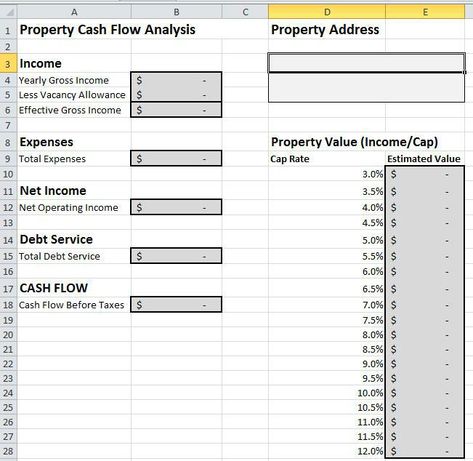 A B C D E
1 Property Cash Flow Analysis Property Address
2
3 Income
4 Yearly Gross Income $ -
5 Less Vacancy Allowance $ -
6 Effective Gross Income $ -
7
8 Expenses Property Value (Income/Cap)
9 Total Expenses $ - Cap Rate Estimated Value
10 3.0% $ -
11 Net Income 3.5% $ -
12 Net Operating Income $ - 4.0% $ -
13 4.5% $ -
14 Debt Service 5.0% $ -
15 Total Debt Service $ - 5.5% $ -
16 6.0% $ -
17 CASH FLOW 6.5% $ -
18 Cash Flow Before Taxes $ - 7.0% $ -
19 7.5% $ -
20 8.0% $ -
21 8.5% $ -
22 9.0% $ -
23 9.5% $ -
24 10.0% $ -
25 10.5% $ -
26 11.0% $ -
27 11.5% $ -
28 12.0% $ -